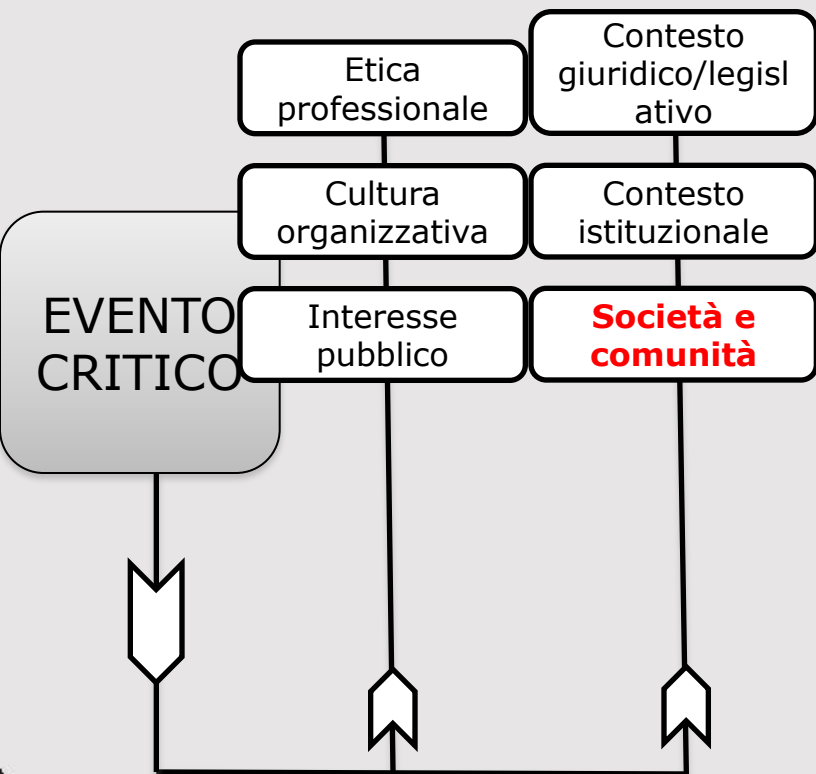 Etica
professionale
Contesto
giuridico/legisl
ativo
Cultura
organizzativa
Contesto
istituzionale
EVENTO
CRITICO
Interesse
pubblico
Società e
comunità